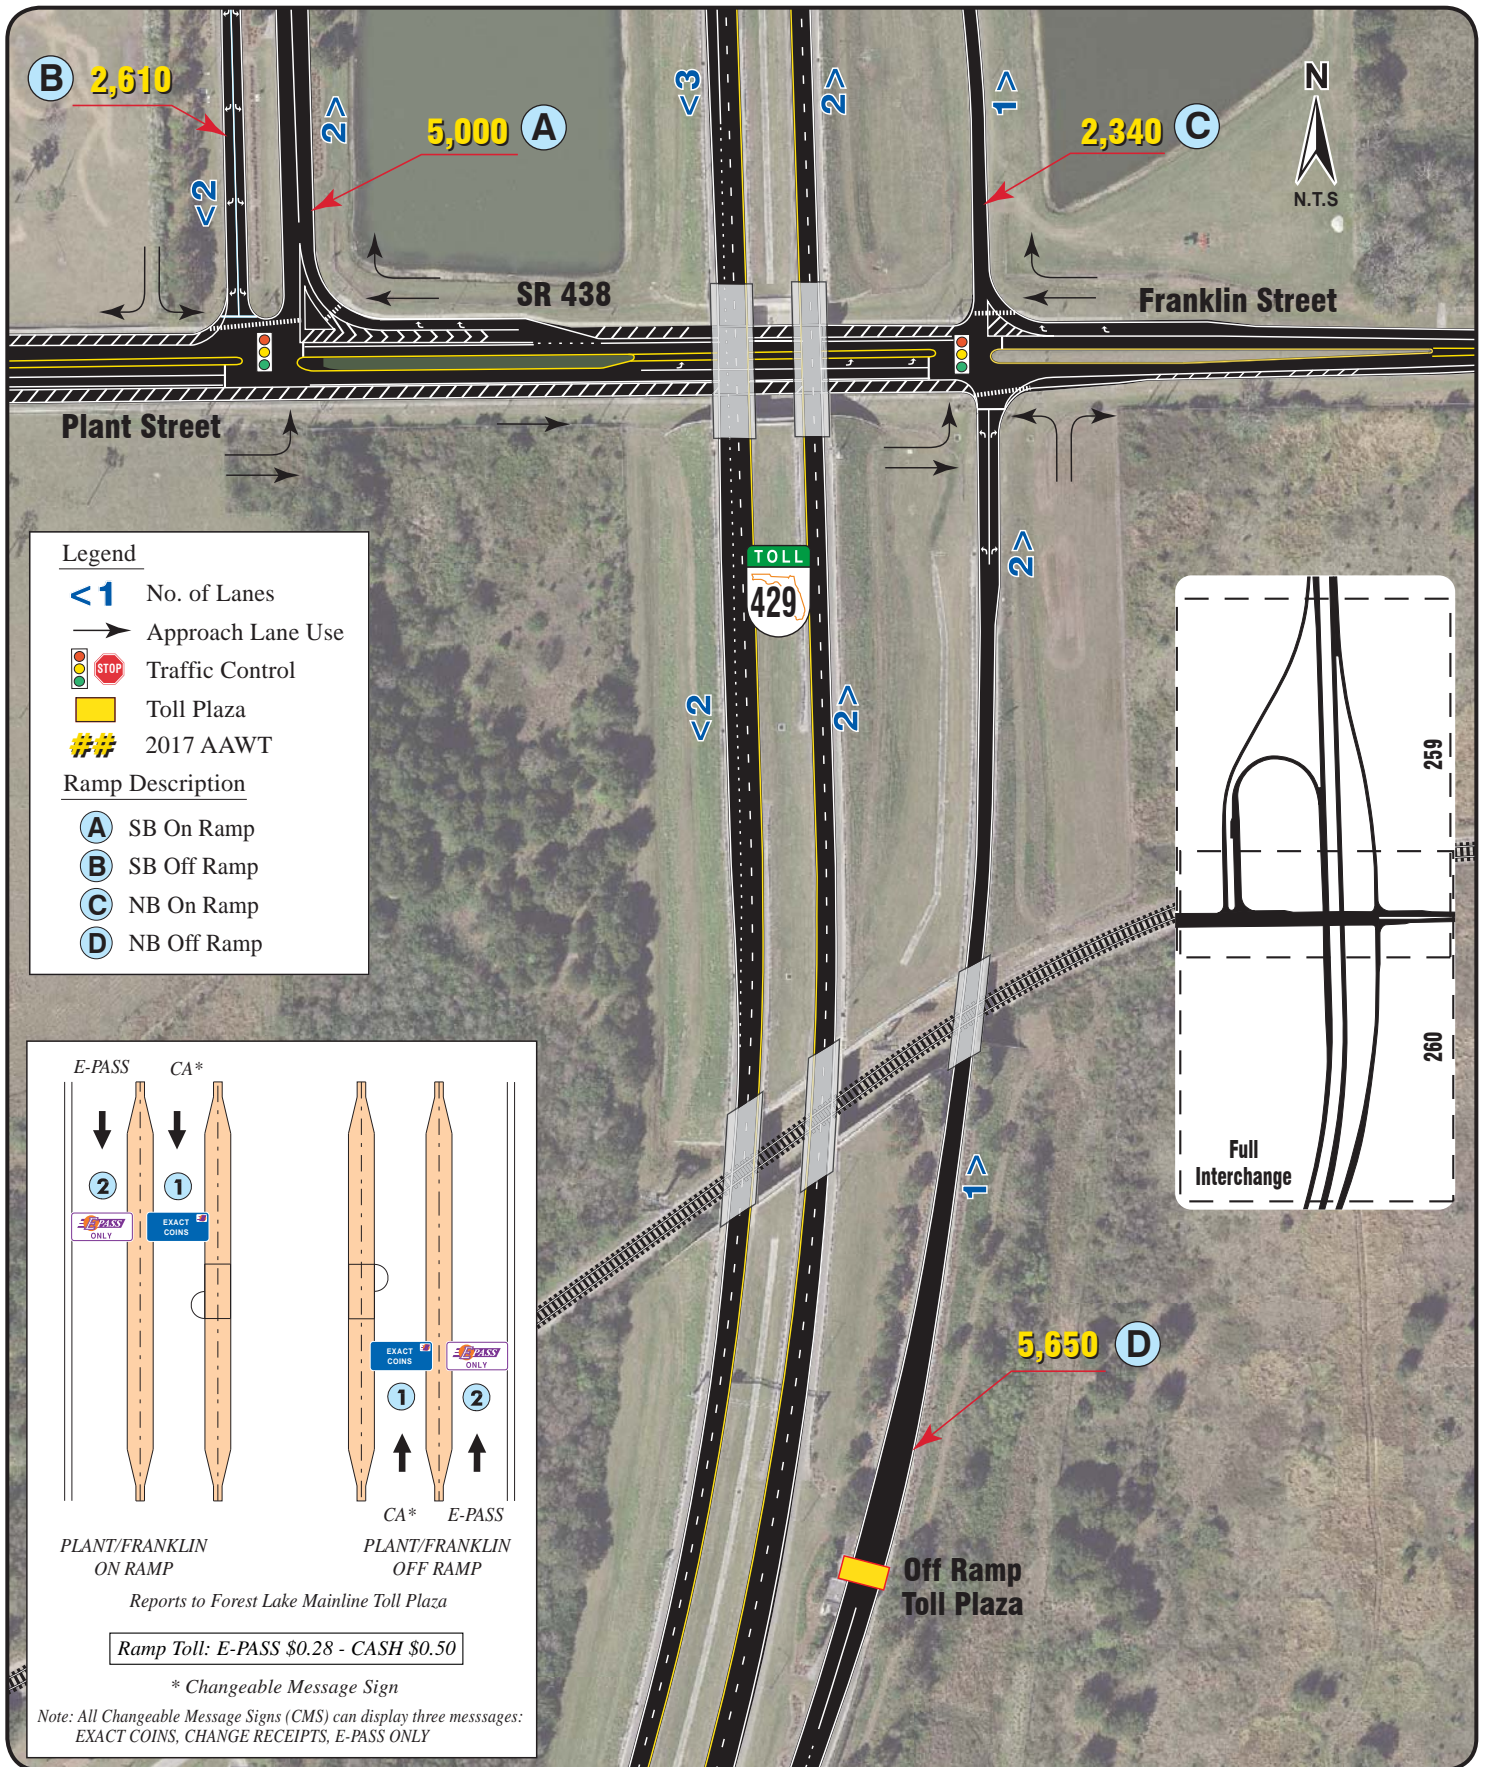 B 2,610
<3
2>
1>
N
N.T.S
2>
5,000 A
2,340 C
<2
SR 438
Franklin Street
Plant Street
2>
TOLL
429
<2
2>
Legend
<1 No. of Lanes
Approach Lane Use
STOP Traffic Control
Toll Plaza
## 2017 AAWT
Ramp Description
A SB On Ramp
B SB Off Ramp
C NB On Ramp
D NB Off Ramp
259
260
Full
Interchange
1>
5,650 D
Off Ramp
Toll Plaza
E-PASS CA*
2 1
E-PASS
ONLY
EXACT
COINS
EXACT
COINS
E-PASS
ONLY
1 2
CA* E-PASS
PLANT/FRANKLIN
ON RAMP
PLANT/FRANKLIN
OFF RAMP
Reports to Forest Lake Mainline Toll Plaza
Ramp Toll: E-PASS $0.28 - CASH $0.50
* Changeable Message Sign
Note: All Changeable Message Signs (CMS) can display three messsages:
EXACT COINS, CHANGE RECEIPTS, E-PASS ONLY